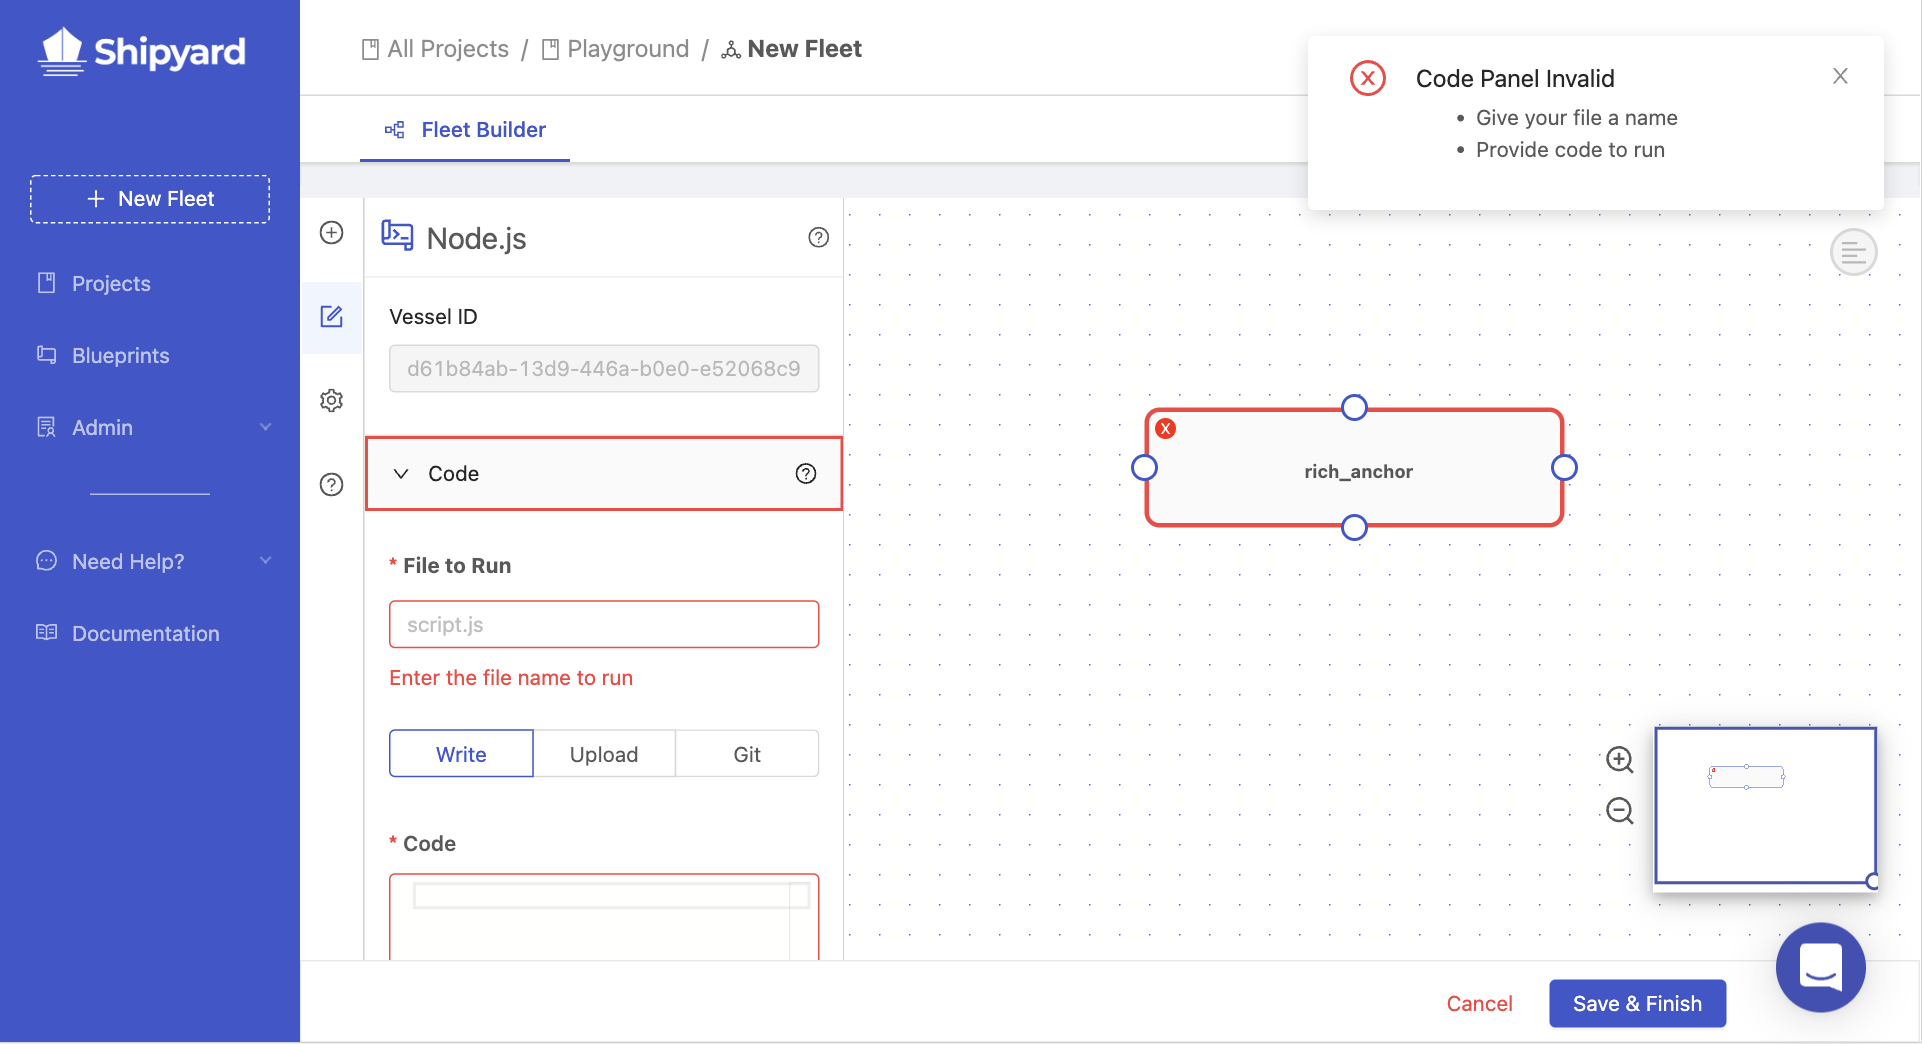 Shipyard
+ New Fleet
Projects
Blueprints
Admin
Need Help?
Documentation
All Projects / Playground / New Fleet
Fleet Builder
Code Panel Invalid
• Give your file a name
• Provide code to run
Node.js
Vessel ID
d61b84ab-13d9-446a-b0e0-e52068c9
Code
* File to Run
script.js
Enter the file name to run
Write Upload Git
* Code
rich_anchor
Cancel
Save & Finish